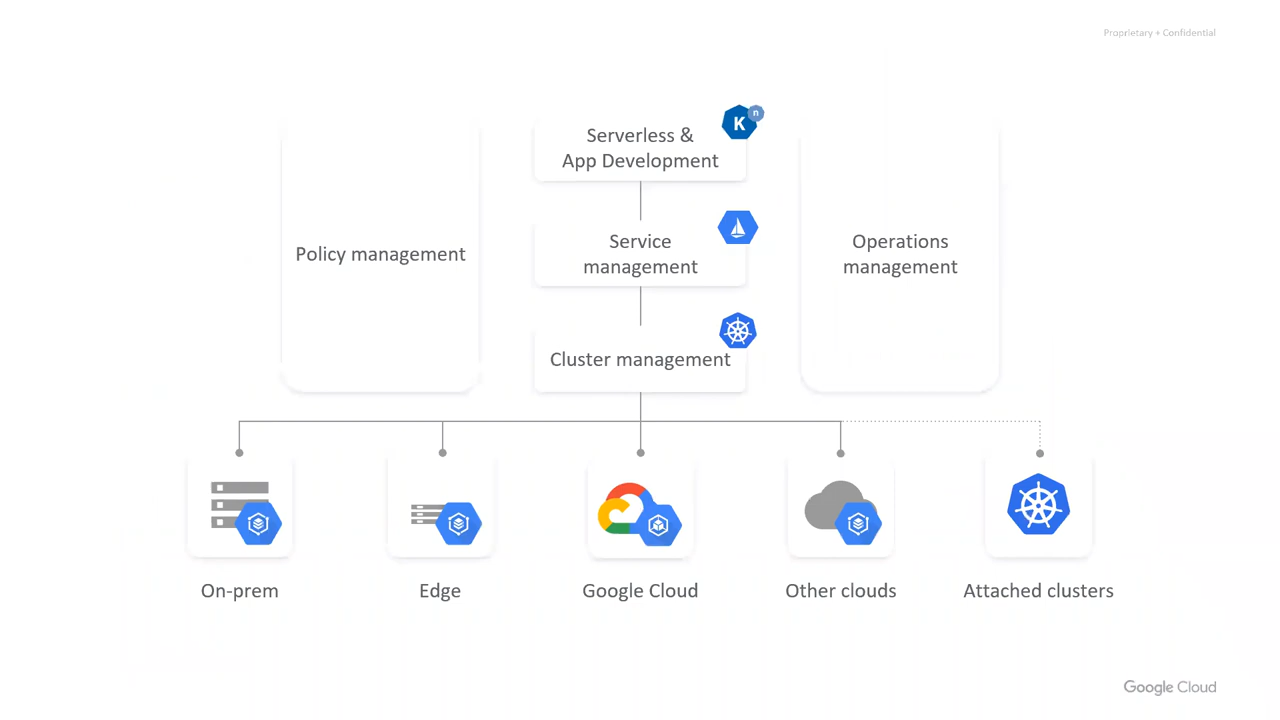 Proprietary + Confidential
Serverless &
App Development
K
n
Policy management
Service
management
Operations
management
Cluster management
On-prem
Edge
Google Cloud
Other clouds
Attached clusters
Google Cloud